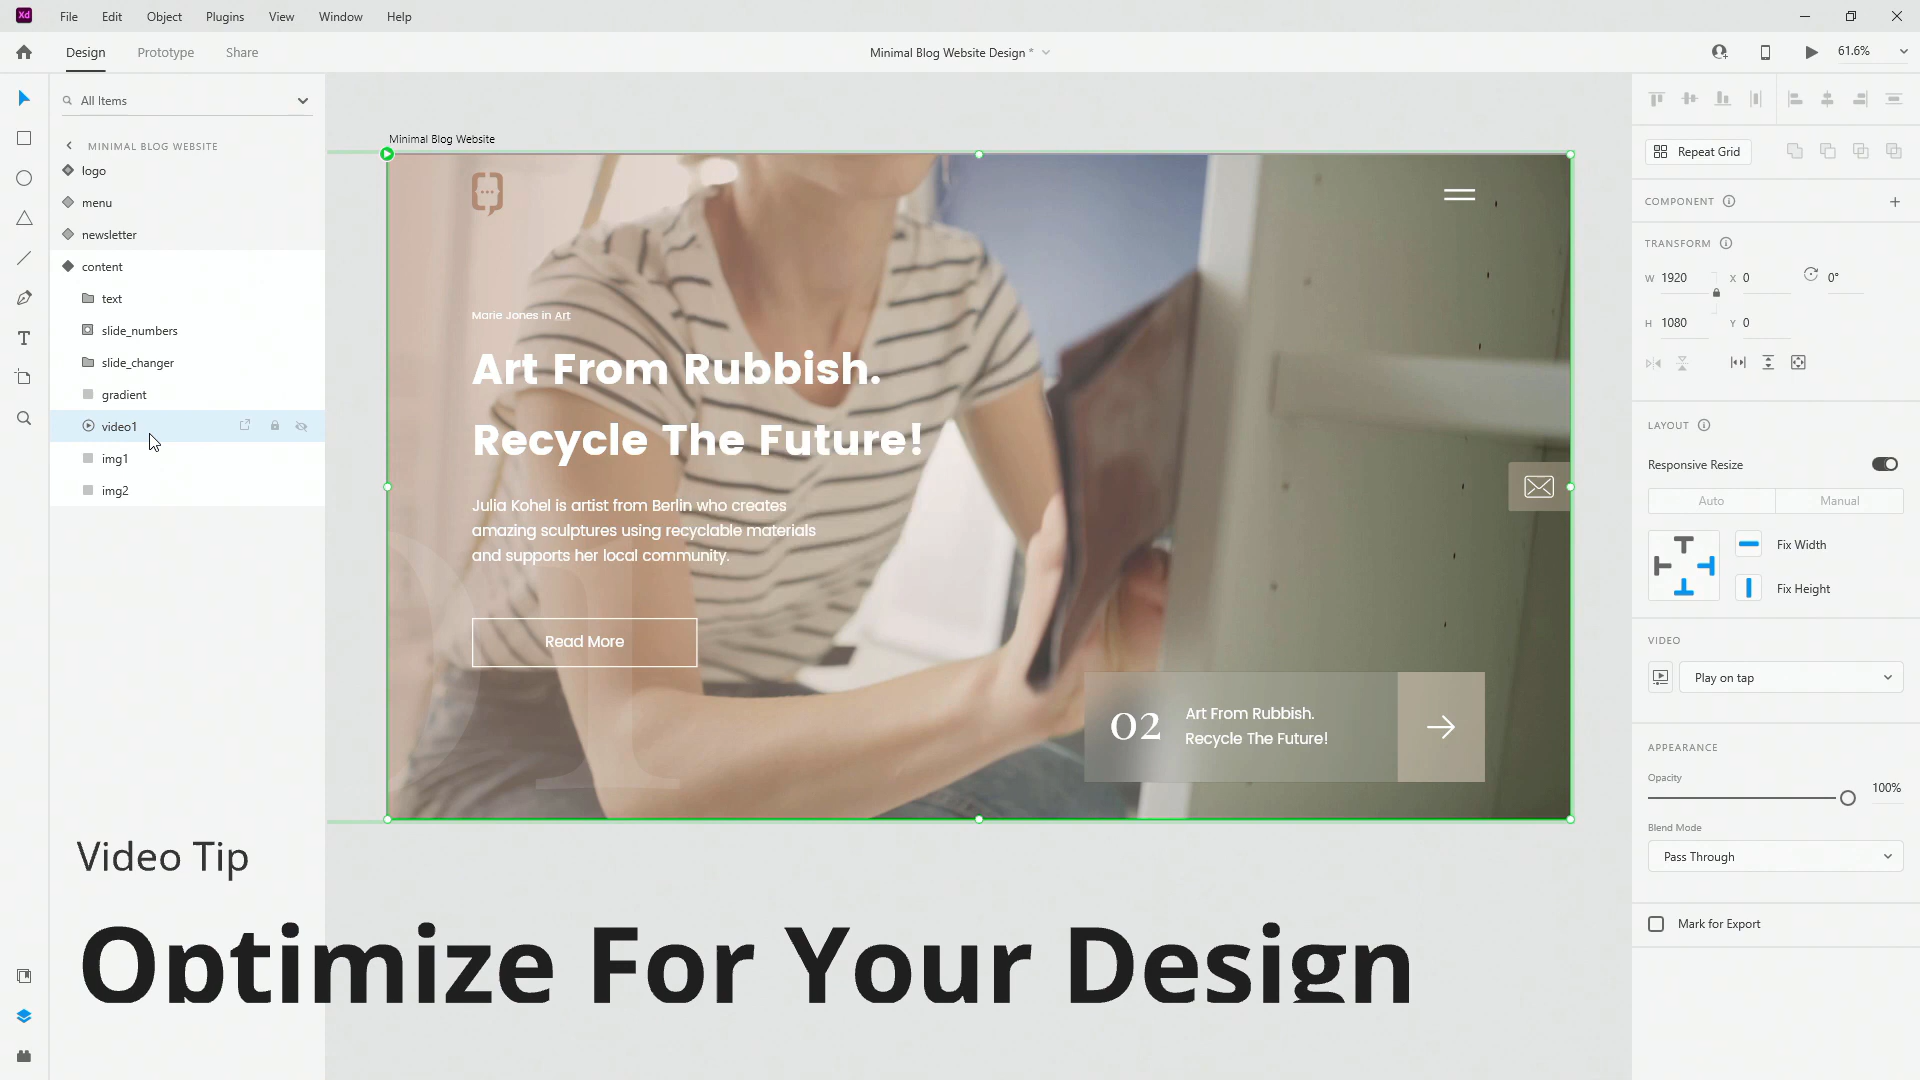 Xd
File
Edit
Object
Plugins
View
Window
Help
Design
Prototype
Share
Minimal Blog Website Design *
61.6%
All Items
MINIMAL BLOG WEBSITE
logo
menu
newsletter
content
text
slide_numbers
slide_changer
gradient
video1
img1
img2
Minimal Blog Website
Marie Jones in Art
Art From Rubbish.
Recycle The Future!
Julia Kohel is artist from Berlin who creates
amazing sculptures using recyclable materials
and supports her local community.
Read More
01
02
Art From Rubbish.
Recycle The Future!
Repeat Grid
COMPONENT
TRANSFORM
W 1920
X 0
0°
H 1080
Y 0
LAYOUT
Responsive Resize
Auto
Manual
Fix Width
Fix Height
VIDEO
Play on tap
APPEARANCE
Opacity
100%
Blend Mode
Pass Through
Mark for Export
Video Tip
Optimize For Your Design